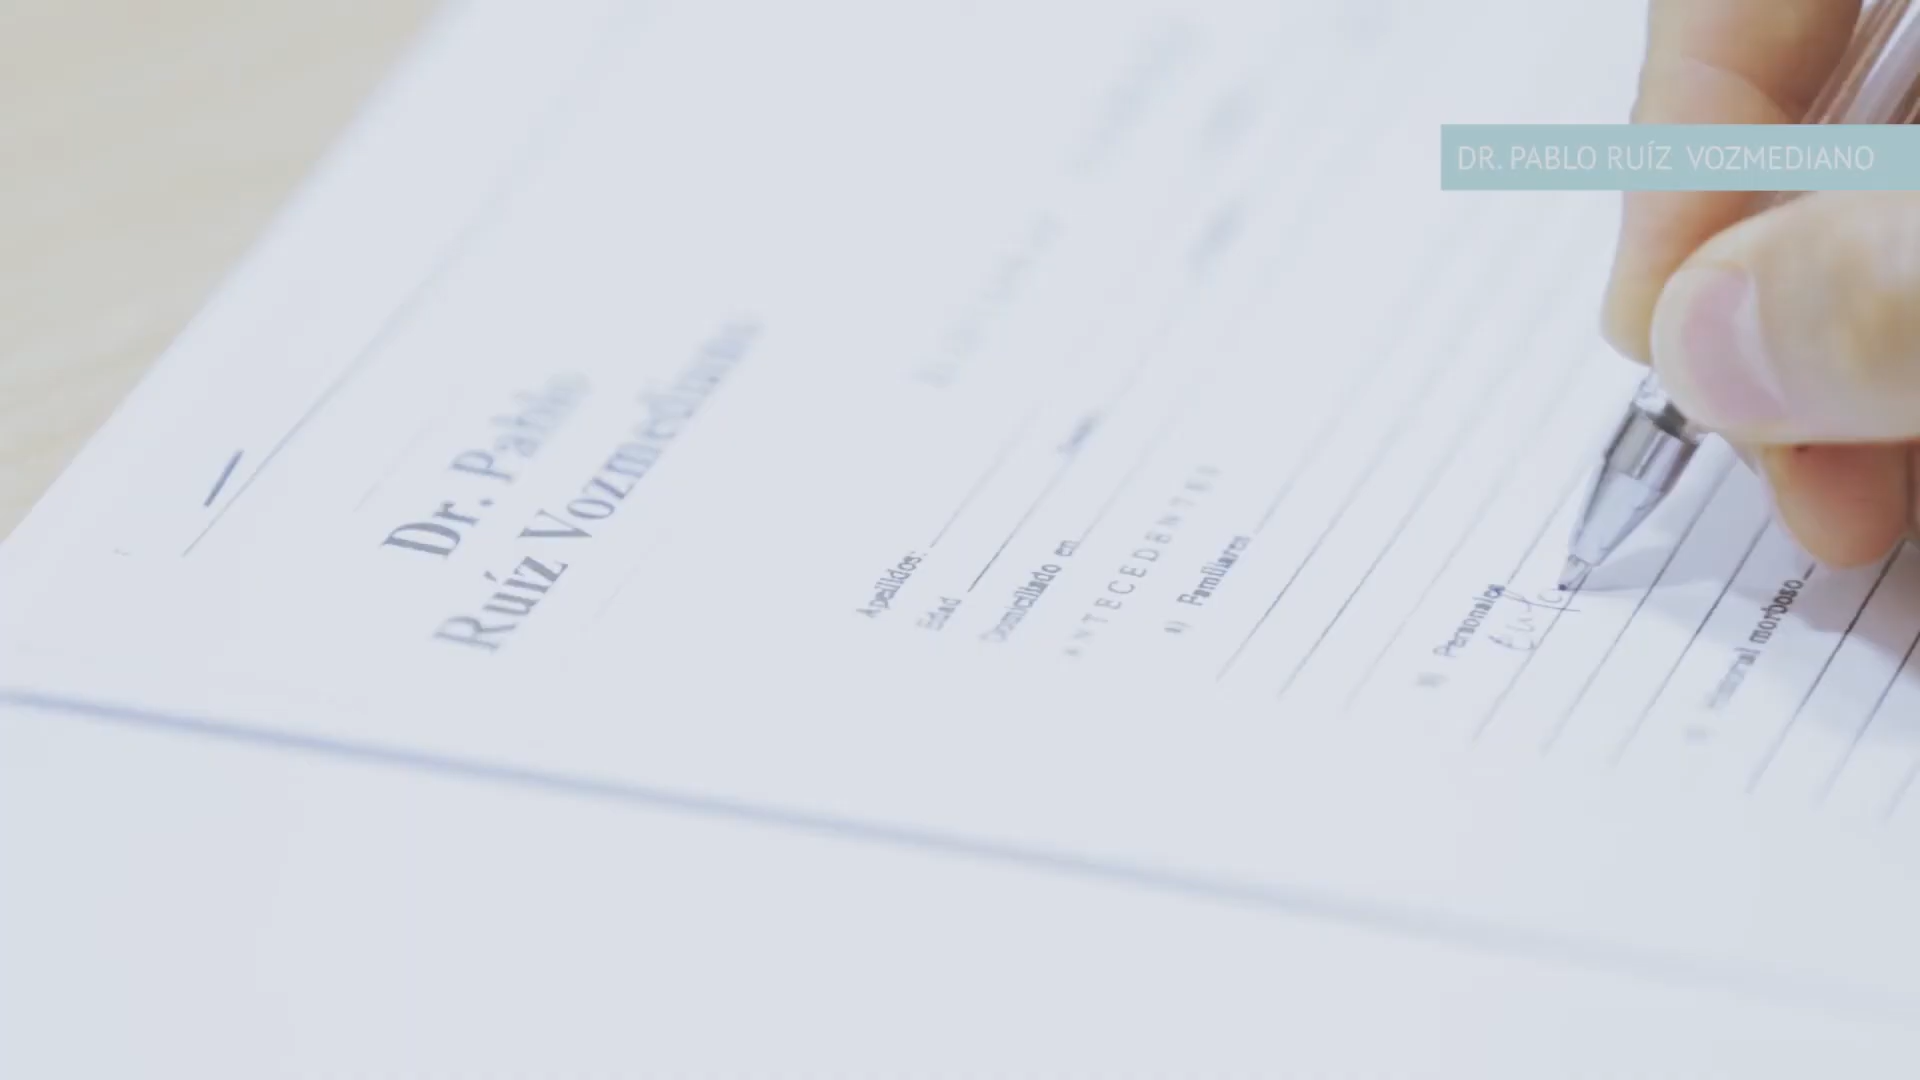 DR. PABLO RUÍZ VOZMEDIANO
Dr. Pablo
Ruíz Vozmediano
Apellidos:
Edad
Domiciliado en
ANTECEDENTES
a) Familiares
Personales
morboso